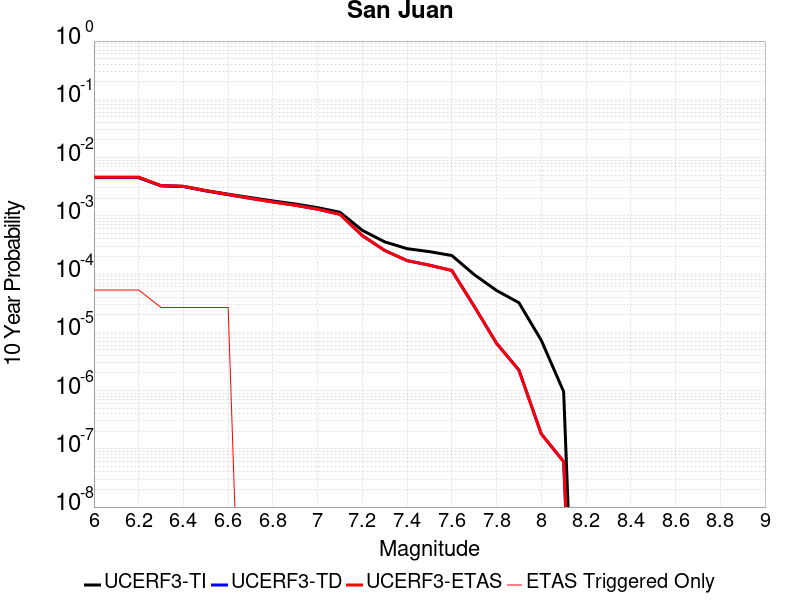 San Juan
10^0
10^-1
10^-2
10^-3
10^-4
10^-5
10^-6
10^-7
10^-8
10 Year Probability
6 6.2 6.4 6.6 6.8 7 7.2 7.4 7.6 7.8 8 8.2 8.4 8.6 8.8 9
Magnitude
UCERF3-TI UCERF3-TD UCERF3-ETAS ETAS Triggered Only